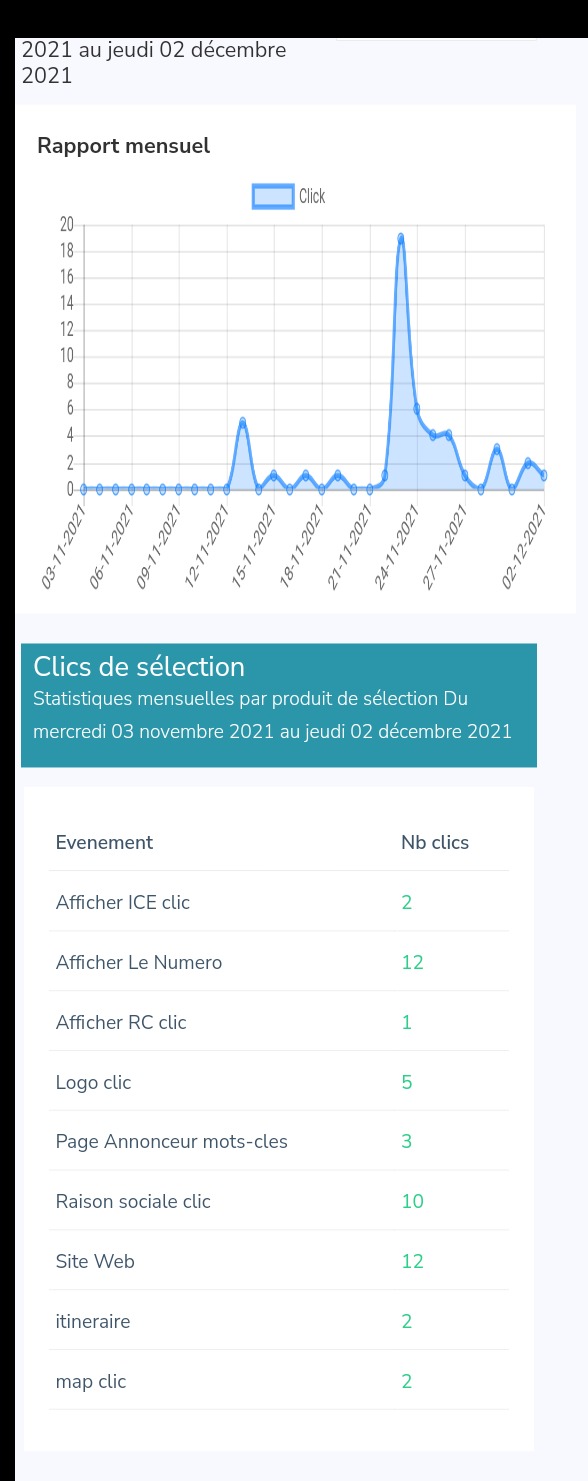 2021 au jeudi 02 décembre
2021
Rapport mensuel
Click
20
18
16
14
12
10
8
6
4
2
0
03-11-2021
06-11-2021
09-11-2021
12-11-2021
15-11-2021
18-11-2021
21-11-2021
24-11-2021
27-11-2021
02-12-2021
Clics de sélection
Statistiques mensuelles par produit de sélection Du
mercredi 03 novembre 2021 au jeudi 02 décembre 2021
Evenement Nb clics
Afficher ICE clic 2
Afficher Le Numero 12
Afficher RC clic 1
Logo clic 5
Page Annonceur mots-cles 3
Raison sociale clic 10
Site Web 12
itineraire 2
map clic 2